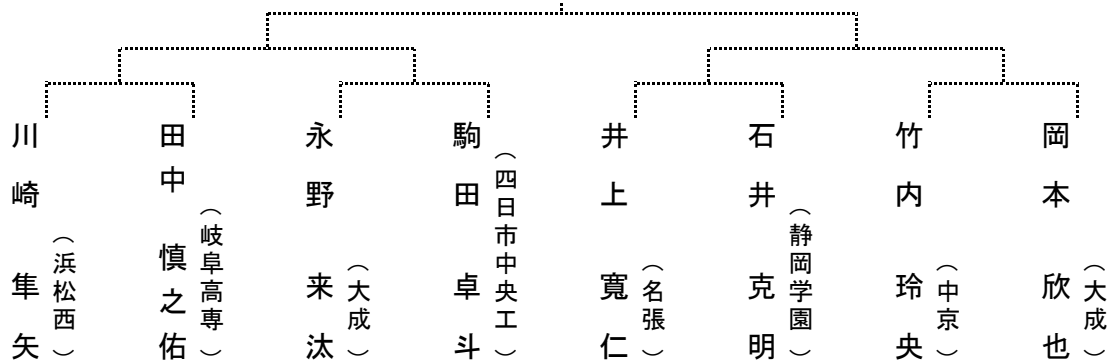 川崎 隼矢
（浜松西）
田中 慎之佑
（岐阜高専）
永野 来汰
（大成）
駒田 卓斗
（四日市中央工）
井上 寛仁
（名張）
石井 克明
（静岡学園）
竹内 玲央
（中京）
岡本 欣也
（大成）